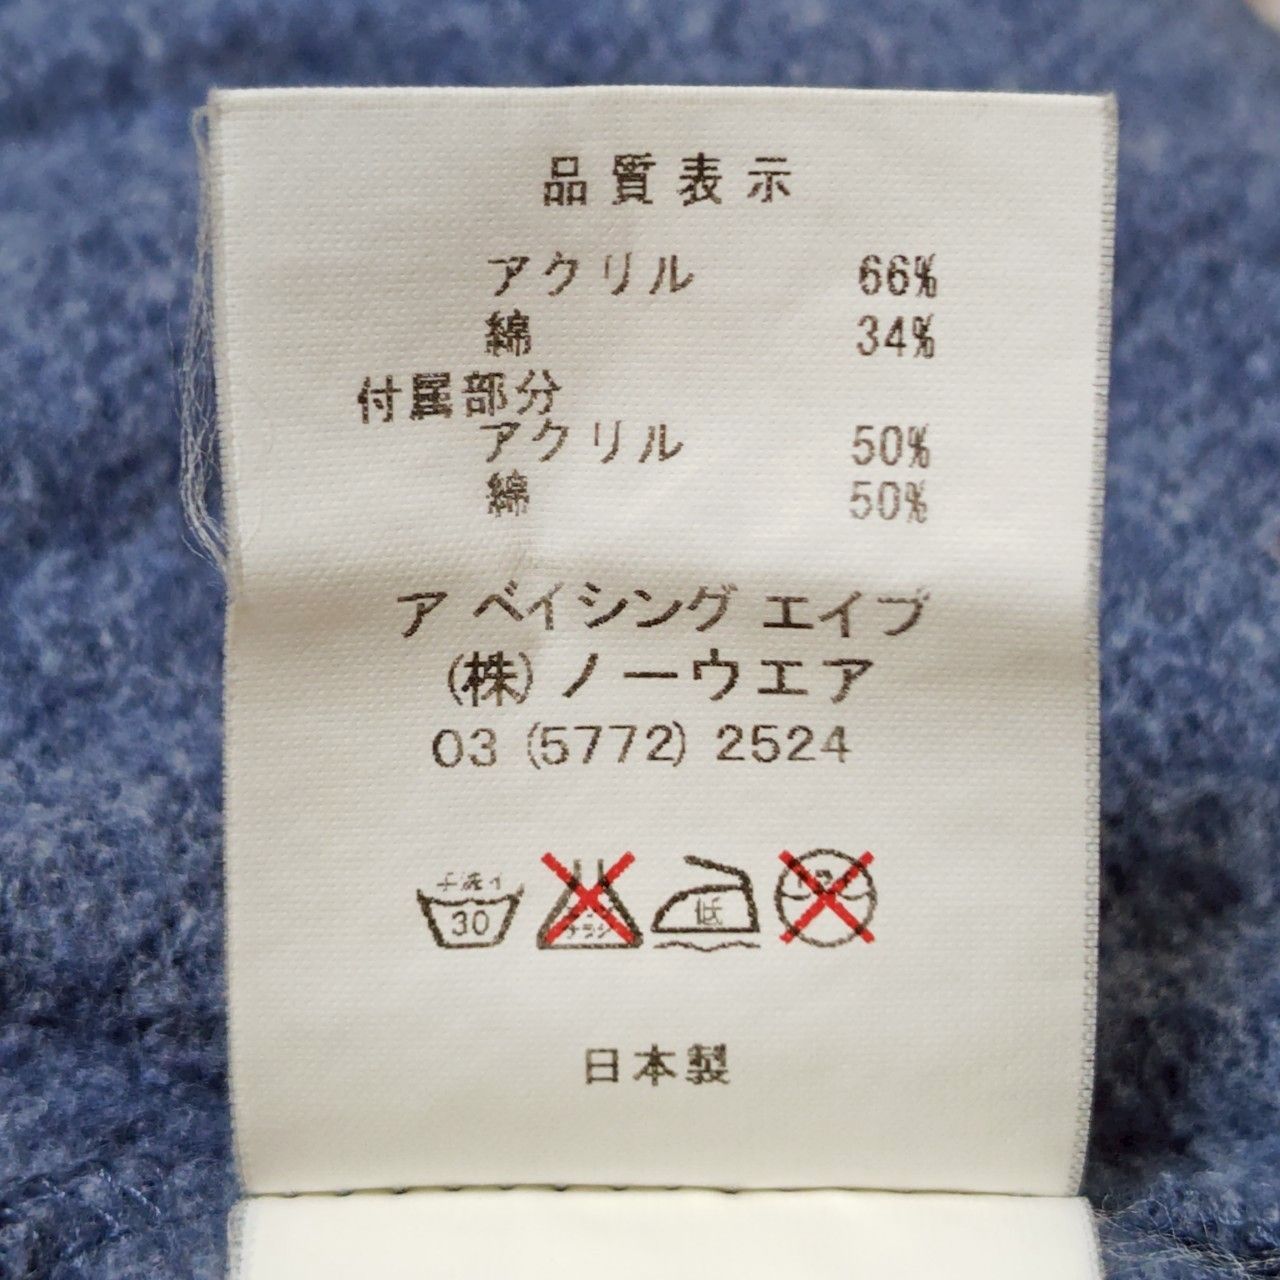 品質表示
アクリル 66%
綿 34%
付属部分
アクリル 50%
綿 50%
ア ベイシング エイプ
(株)ノーウエア
03 (5772) 2524
手洗イ
30
低
日本製